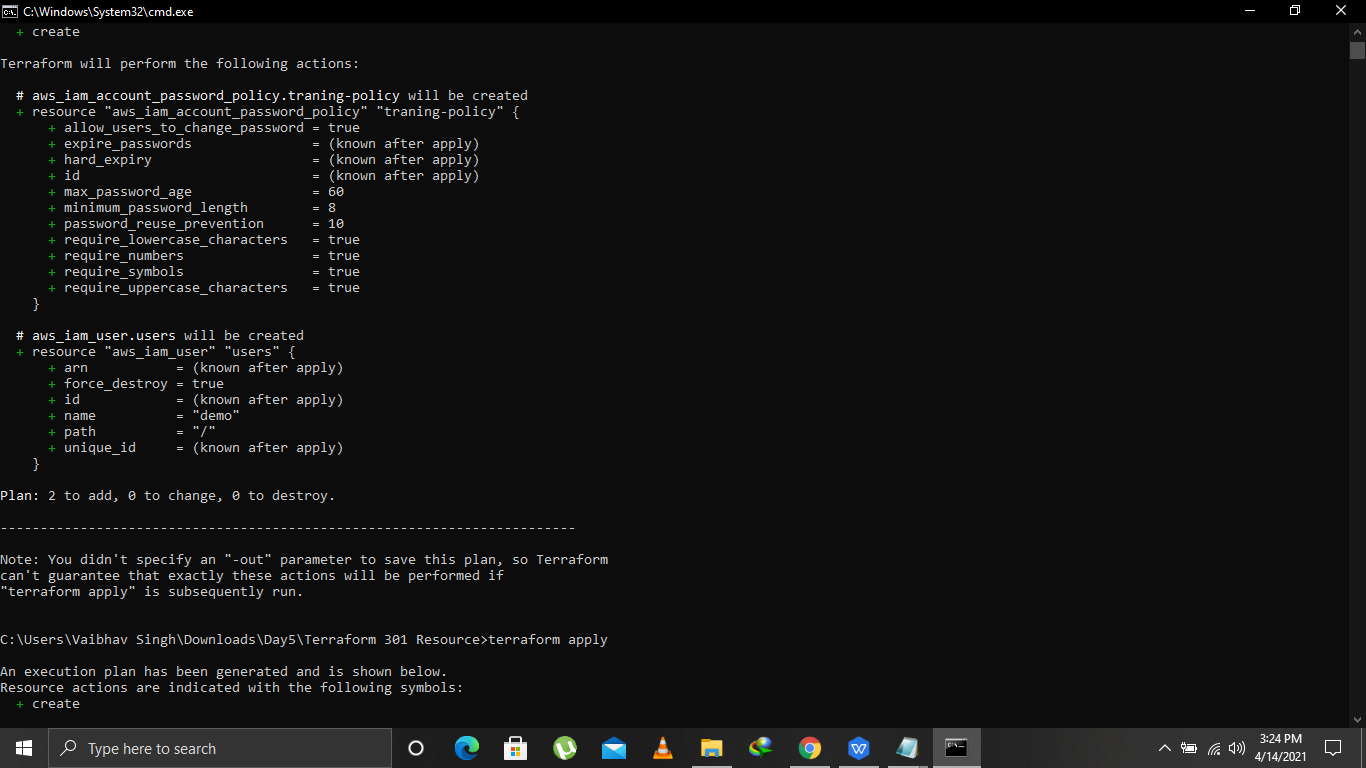 C:\Windows\System32\cmd.exe
+ create
Terraform will perform the following actions:
# aws_iam_account_password_policy.traning-policy will be created
+ resource "aws_iam_account_password_policy" "traning-policy" {
+ allow_users_to_change_password = true
+ expire_passwords = (known after apply)
+ hard_expiry = (known after apply)
+ id = (known after apply)
+ max_password_age = 60
+ minimum_password_length = 8
+ password_reuse_prevention = 10
+ require_lowercase_characters = true
+ require_numbers = true
+ require_symbols = true
+ require_uppercase_characters = true
}
# aws_iam_user.users will be created
+ resource "aws_iam_user" "users" {
+ arn = (known after apply)
+ force_destroy = true
+ id = (known after apply)
+ name = "demo"
+ path = "/"
+ unique_id = (known after apply)
}
Plan: 2 to add, 0 to change, 0 to destroy.
------------------------------------------------------------------------
Note: You didn't specify an "-out" parameter to save this plan, so Terraform
can't guarantee that exactly these actions will be performed if
"terraform apply" is subsequently run.
C:\Users\Vaibhav Singh\Downloads\Day5\Terraform 301 Resource>terraform apply
An execution plan has been generated and is shown below.
Resource actions are indicated with the following symbols:
+ create
Type here to search
3:24 PM
4/14/2021